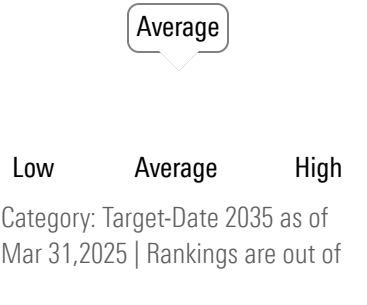 Average
Low Average High
Category: Target-Date 2035 as of
Mar 31,2025 | Rankings are out of